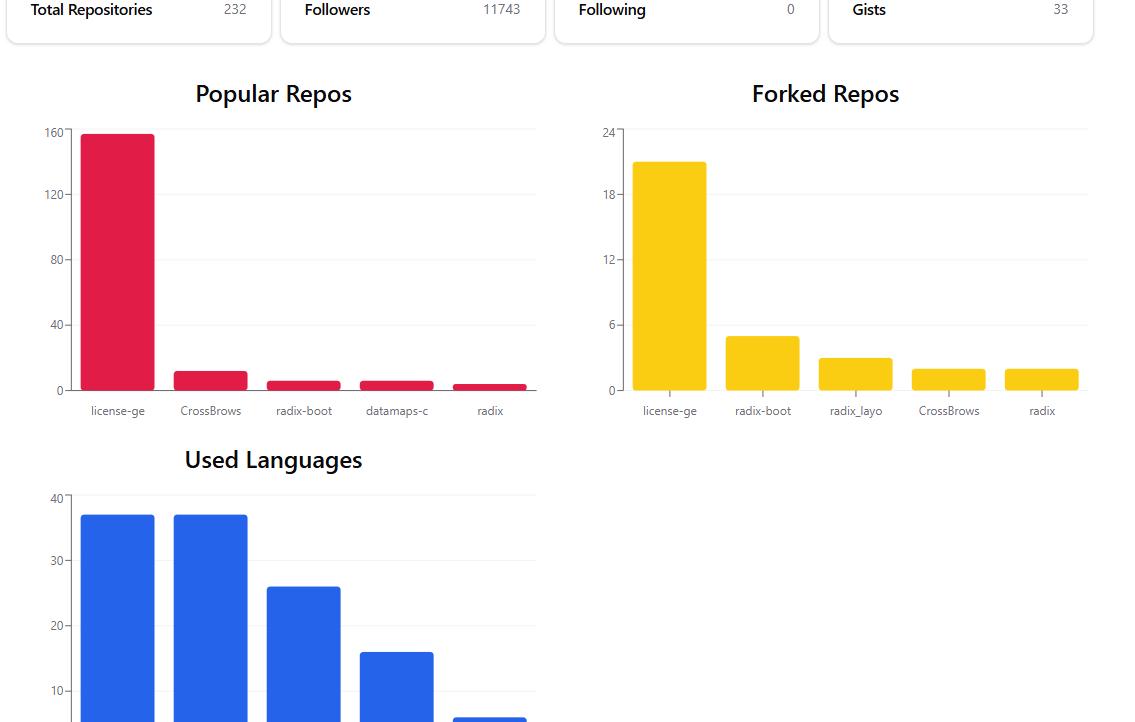 Total Repositories 232
Followers 11743
Following 0
Gists 33
Popular Repos
160
120
80
40
0
license-ge CrossBrows radix-boot datamaps-c radix
Forked Repos
24
18
12
6
0
license-ge radix-boot radix_layo CrossBrows radix
Used Languages
40
30
20
10